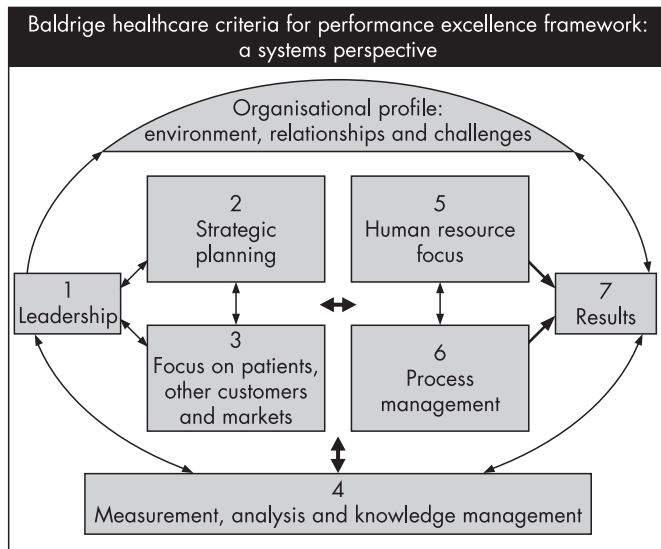 Baldrige healthcare criteria for performance excellence framework:
a systems perspective
Organisational profile:
environment, relationships and challenges
2
Strategic
planning
5
Human resource
focus
1
Leadership
7
Results
3
Focus on patients,
other customers
and markets
6
Process
management
4
Measurement, analysis and knowledge management